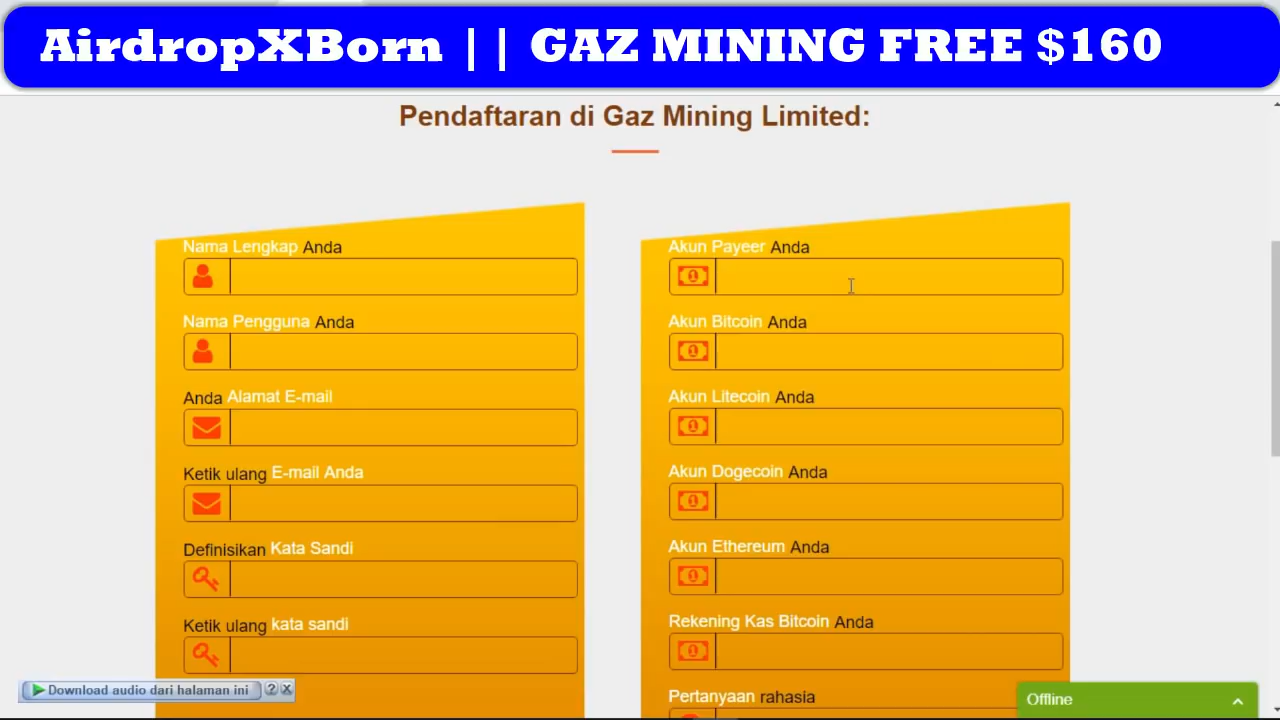 AirdropXBorn || GAZ MINING FREE $160
Pendaftaran di Gaz Mining Limited:
Nama Lengkap Anda
Nama Pengguna Anda
Anda Alamat E-mail
Ketik ulang E-mail Anda
Definisikan Kata Sandi
Ketik ulang kata sandi
Akun Payeer Anda
Akun Bitcoin Anda
Akun Litecoin Anda
Akun Dogecoin Anda
Akun Ethereum Anda
Rekening Kas Bitcoin Anda
Pertanyaan rahasia
Download audio dari halaman ini ? X
Offline